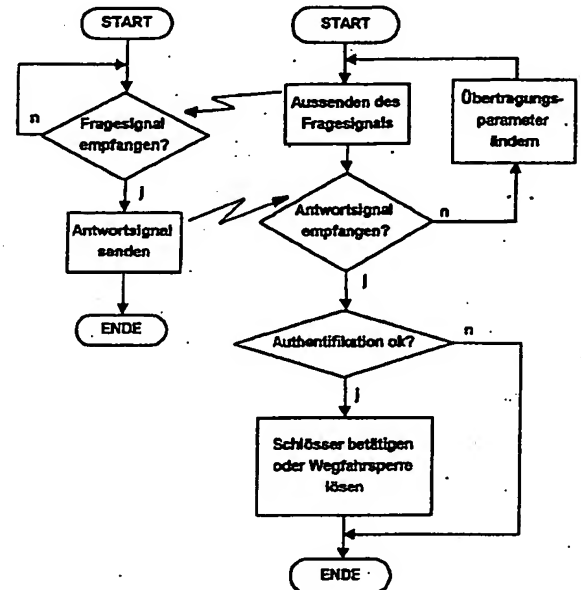 START
n
Fragesignal
empfangen?
j
Antwortsignal
senden
ENDE
START
Aussenden des
Fragesignals
Übertragungs-
parameter
ändern
Antwortsignal
empfangen?
n
j
Authentifikation ok?
n
j
Schlösser betätigen
oder Wegfahrsperre
lösen
ENDE